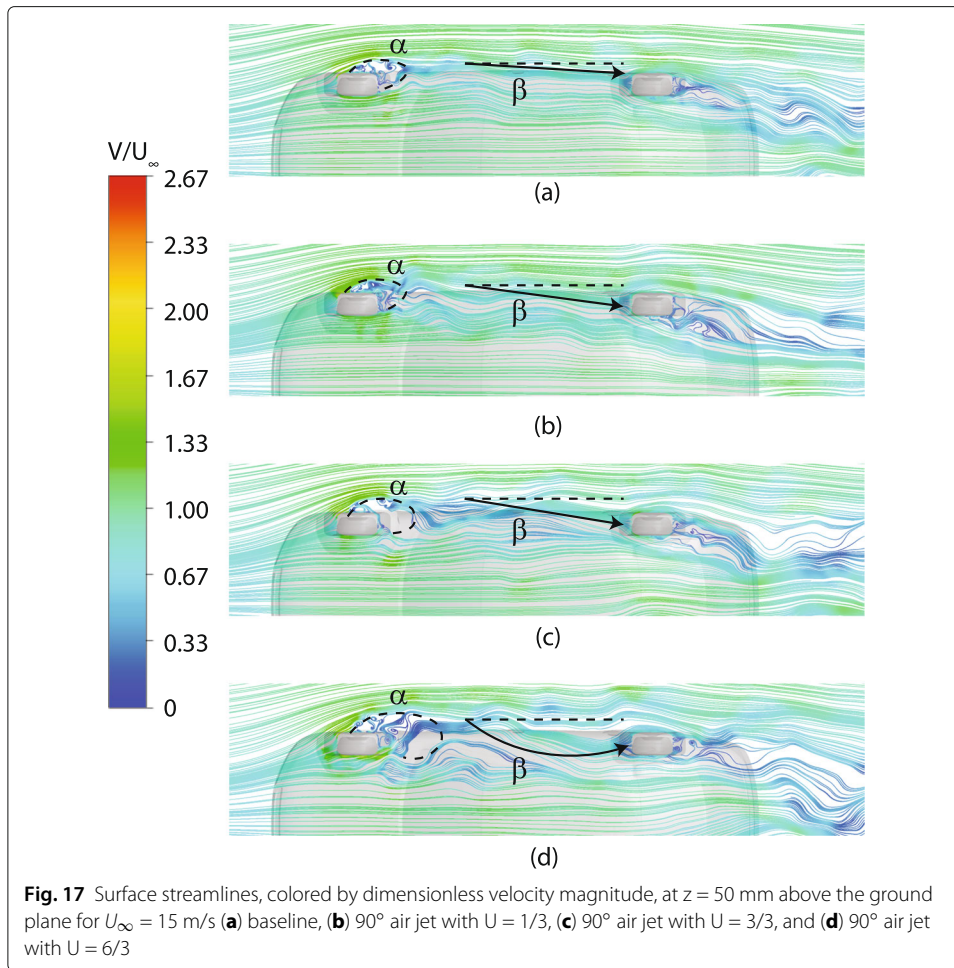 α
β
(a)
V/U∞
2.67
2.33
2.00
1.67
1.33
1.00
0.67
0.33
0
α
β
(b)
α
β
(c)
α
β
(d)
Fig. 17 Surface streamlines, colored by dimensionless velocity magnitude, at z = 50 mm above the ground
plane for U∞ = 15 m/s (a) baseline, (b) 90° air jet with U = 1/3, (c) 90° air jet with U = 3/3, and (d) 90° air jet
with U = 6/3